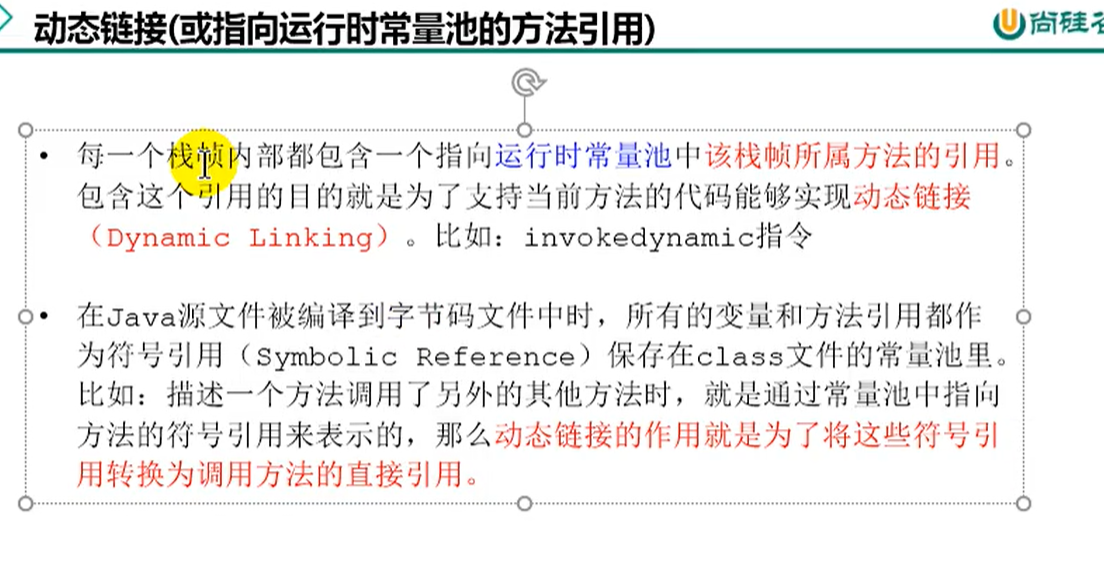 动态链接(或指向运行时常量池的方法引用)
尚硅谷
• 每一个栈帧内部都包含一个指向运行时常量池中该栈帧所属方法的引用。
包含这个引用的目的就是为了支持当前方法的代码能够实现动态链接
（Dynamic Linking）。比如：invokedynamic指令
• 在Java源文件被编译到字节码文件中时，所有的变量和方法引用都作
为符号引用（Symbolic Reference）保存在class文件的常量池里。
比如：描述一个方法调用了另外的其他方法时，就是通过常量池中指向
方法的符号引用来表示的，那么动态链接的作用就是为了将这些符号引
用转换为调用方法的直接引用。